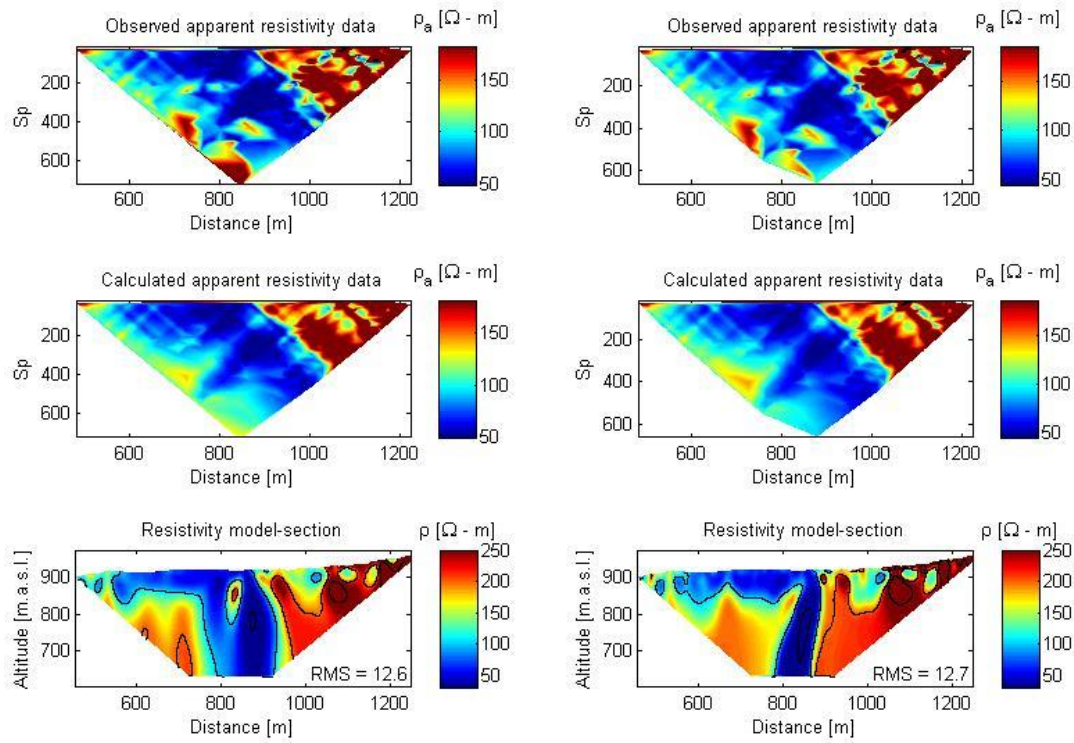 Observed apparent resistivity data
ρa [Ω - m]
Sp
200
400
600
600 800 1000 1200
Distance [m]
150
100
50
Observed apparent resistivity data
ρa [Ω - m]
Sp
200
400
600
600 800 1000 1200
Distance [m]
150
100
50
Calculated apparent resistivity data
ρa [Ω - m]
Sp
200
400
600
600 800 1000 1200
Distance [m]
150
100
50
Calculated apparent resistivity data
ρa [Ω - m]
Sp
200
400
600
600 800 1000 1200
Distance [m]
150
100
50
Resistivity model-section
ρ [Ω - m]
Altitude [m.a.s.l.]
900
800
700
RMS = 12.6
600 800 1000 1200
Distance [m]
250
200
150
100
50
Resistivity model-section
ρ [Ω - m]
Altitude [m.a.s.l.]
900
800
700
RMS = 12.7
600 800 1000 1200
Distance [m]
250
200
150
100
50